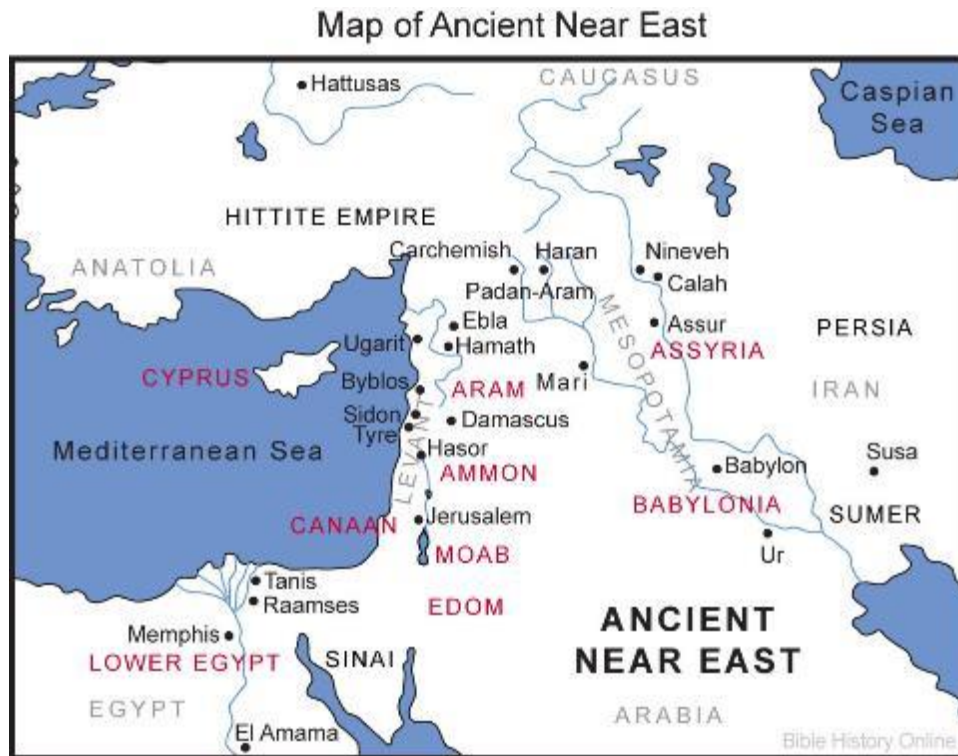 Map of Ancient Near East
CAUCASUS
Hattusas
Caspian
Sea
HITTITE EMPIRE
ANATOLIA
Carchemish
Haran
Nineveh
Calah
Padan-Aram
Ebla
Assur
PERSIA
Ugarit
Hamath
ASSYRIA
MESOPOTAMIA
CYPRUS
Byblos
ARAM
Mari
IRAN
Sidon
Tyre
Damascus
LEVANT
Mediterranean Sea
Hasor
AMMON
Babylon
Susa
BABYLONIA
SUMER
CANAAN
Jerusalem
MOAB
Ur
Tanis
Raamses
EDOM
Memphis
LOWER EGYPT
SINAI
ANCIENT
NEAR EAST
EGYPT
ARABIA
El Amama
Bible History Online